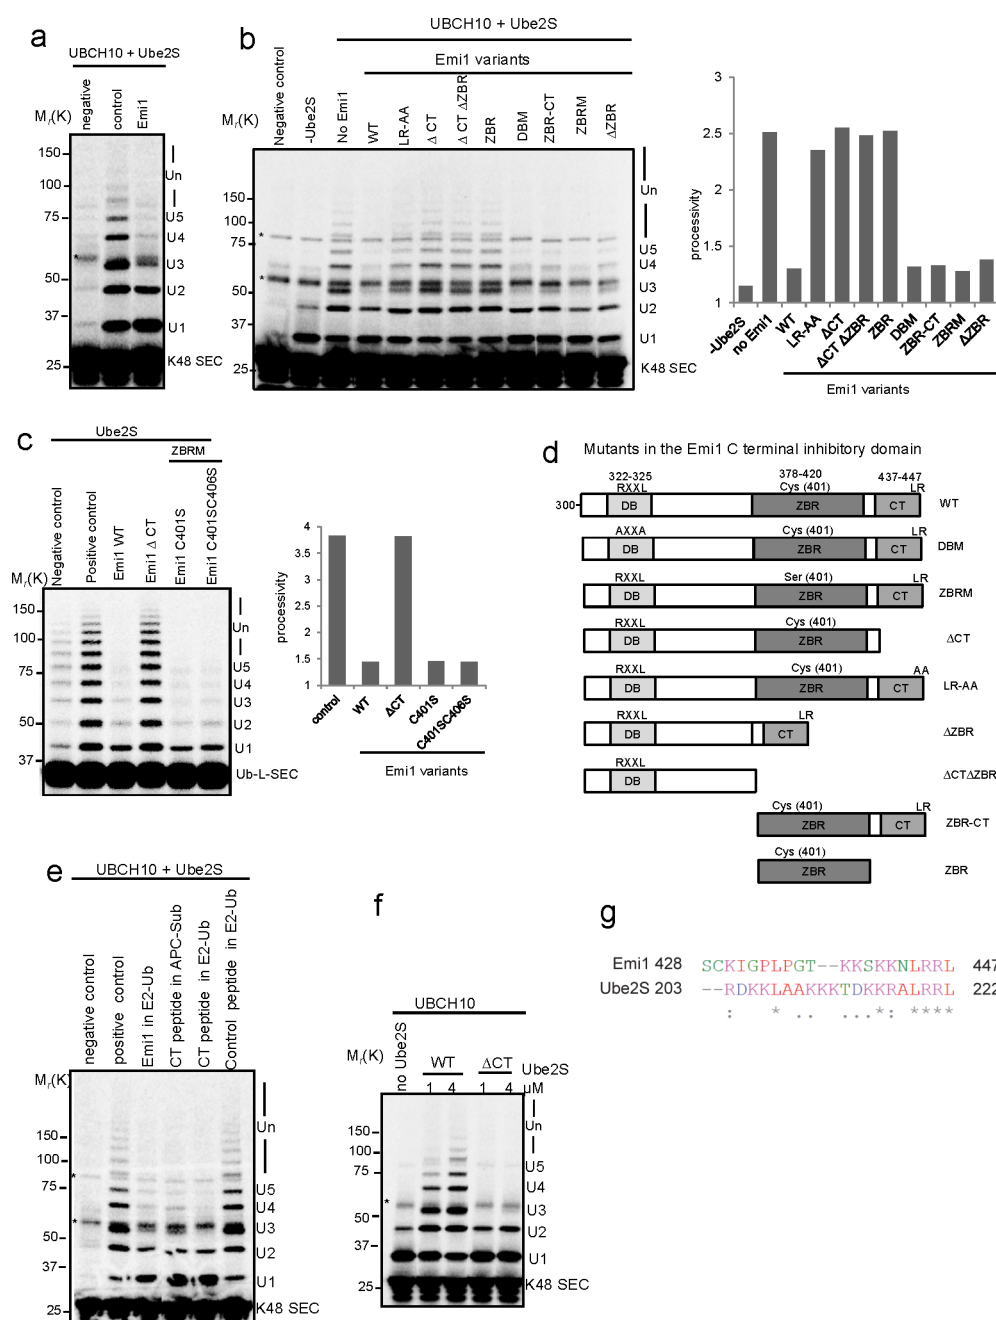 a
UBCH10 + Ube2S
Mr(K)
negative
control
Emi1
150
100
75
50
37
25
*
Un
U5
U4
U3
U2
U1
K48 SEC
b
UBCH10 + Ube2S
Emi1 variants
Mr(K)
Negative control
-Ube2S
No Emi1
WT
LR-AA
Δ CT
Δ CT ΔZBR
ZBR
DBM
ZBR-CT
ZBRM
ΔZBR
150
100
75
50
37
25
*
*
Un
U5
U4
U3
U2
U1
K48 SEC
processivity
3
2.5
2
1.5
1
-Ube2S
no Emi1
WT
LR-AA
ΔCT
ΔCT ΔZBR
ZBR
DBM
ZBR-CT
ZBRM
ΔZBR
Emi1 variants
c
Ube2S
ZBRM
Mr(K)
Negative control
Positive control
Emi1 WT
Emi1 Δ CT
Emi1 C401S
Emi1 C401SC406S
150
100
75
50
37
Un
U5
U4
U3
U2
U1
Ub-L-SEC
processivity
4
3.5
3
2.5
2
1.5
1
control
WT
ΔCT
C401S
C401SC406S
Emi1 variants
d
Mutants in the Emi1 C terminal inhibitory domain
322-325 378-420 437-447
RXXL Cys (401) LR
300 DB ZBR CT WT
AXXA Cys (401) LR
DB ZBR CT DBM
RXXL Ser (401) LR
DB ZBR CT ZBRM
RXXL Cys (401)
DB ZBR ΔCT
RXXL Cys (401) AA
DB ZBR CT LR-AA
RXXL LR
DB CT ΔZBR
RXXL
DB ΔCTΔZBR
Cys (401) LR
ZBR CT ZBR-CT
Cys (401)
ZBR ZBR
e
UBCH10 + Ube2S
Mr(K)
negative control
positive control
Emi1 in E2-Ub
CT peptide in APC-Sub
CT peptide in E2-Ub
Control peptide in E2-Ub
150
100
75
50
37
25
*
*
Un
U5
U4
U3
U2
U1
K48 SEC
f
UBCH10
Mr(K)
no Ube2S
WT ΔCT Ube2S
1 4 1 4 µM
150
100
75
50
37
25
*
Un
U5
U4
U3
U2
U1
K48 SEC
g
Emi1 428 SCKIGPLPGT--KKSKKNLRRL 447
Ube2S 203 --RDKKLAAKKKTDKKRALRRL 222
: * .. ...*: ****